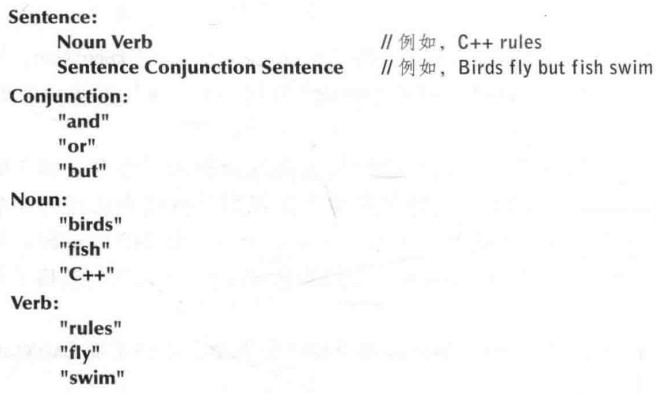 Sentence:
Noun Verb // 例如，C++ rules
Sentence Conjunction Sentence // 例如，Birds fly but fish swim
Conjunction:
"and"
"or"
"but"
Noun:
"birds"
"fish"
"C++"
Verb:
"rules"
"fly"
"swim"